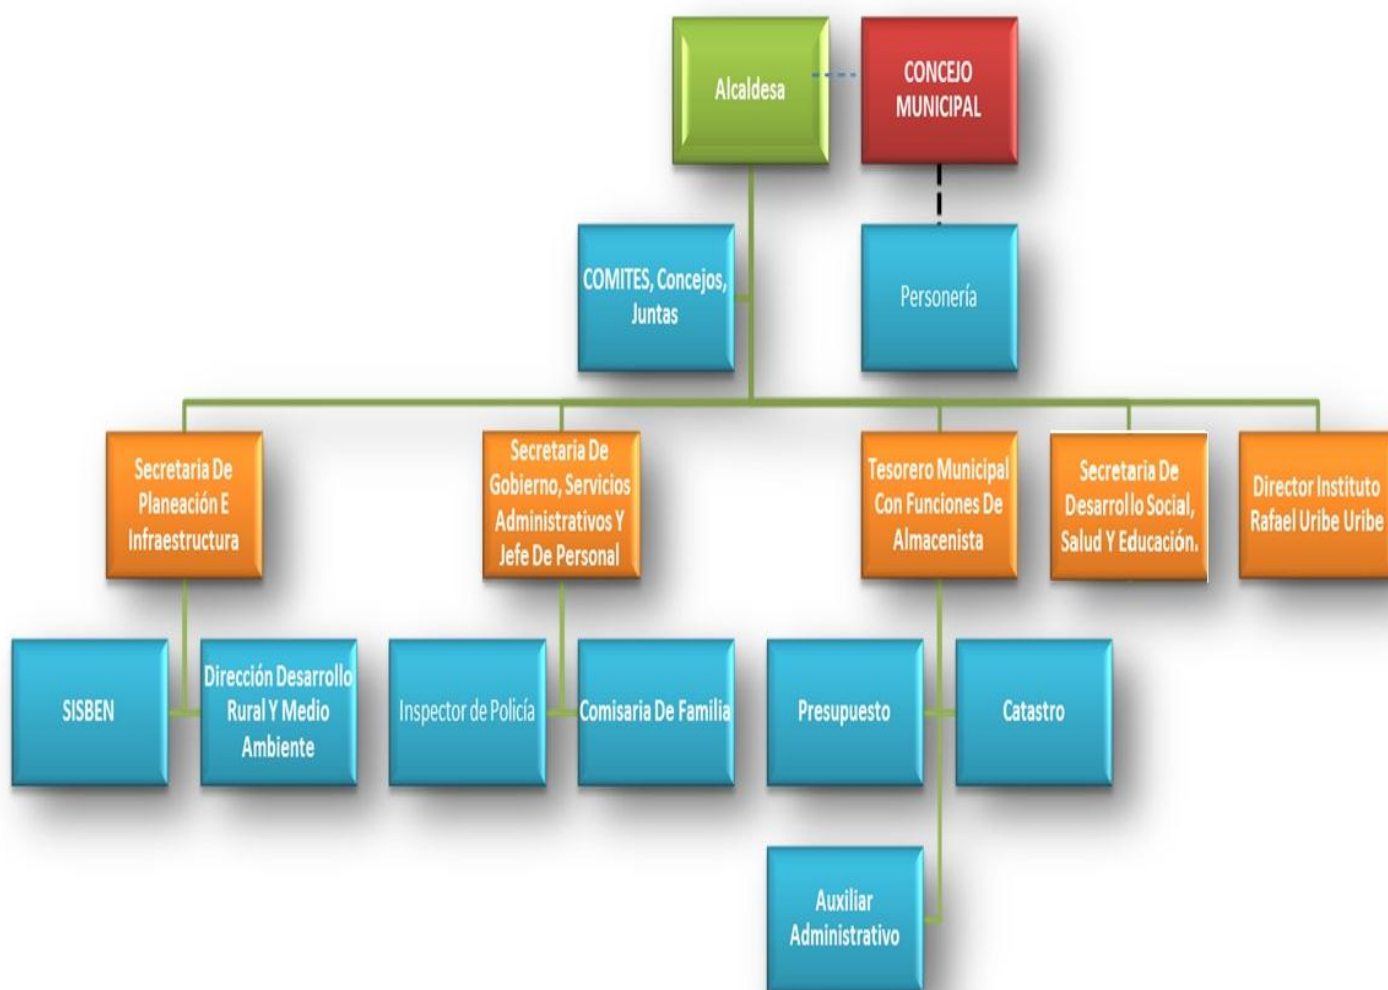 Alcaldesa
CONCEJO
MUNICIPAL
COMITES, Concejos,
Juntas
Personería
Secretaria De
Planeación E
Infraestructura
Secretaria De
Gobierno, Servicios
Administrativos Y
Jefe De Personal
Tesorero Municipal
Con Funciones De
Almacenista
Secretaria De
Desarrollo Social,
Salud Y Educación.
Director Instituto
Rafael Uribe Uribe
SISBEN
Dirección Desarrollo
Rural Y Medio
Ambiente
Inspector de Policía
Comisaria De Familia
Presupuesto
Catastro
Auxiliar
Administrativo